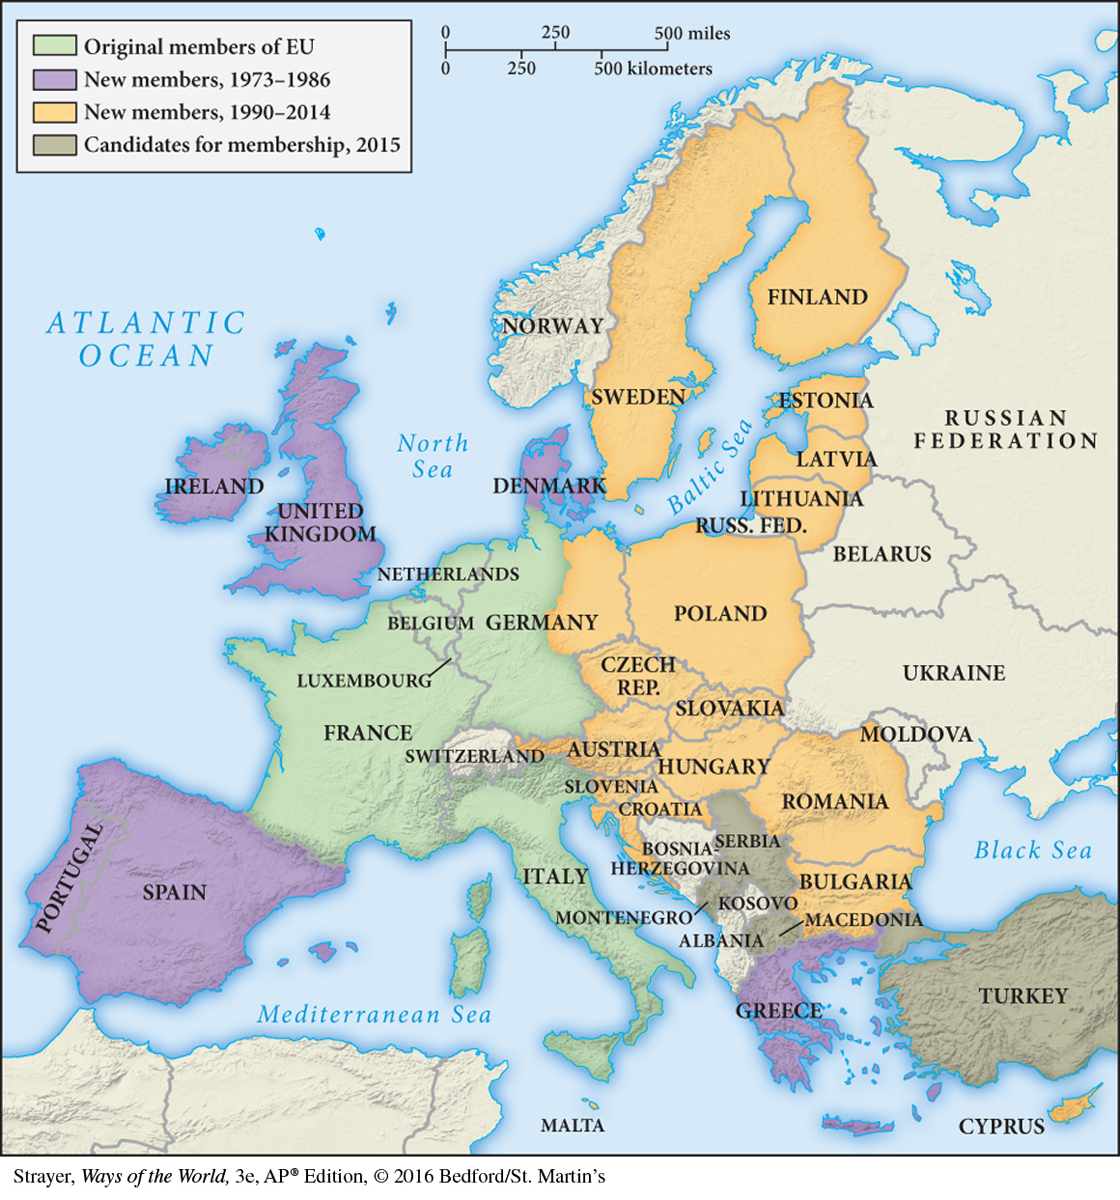 Original members of EU
New members, 1973–1986
New members, 1990–2014
Candidates for membership, 2015
0 250 500 miles
0 250 500 kilometers
ATLANTIC
OCEAN
NORWAY
FINLAND
SWEDEN
ESTONIA
RUSSIAN
FEDERATION
North
Sea
Baltic Sea
LATVIA
IRELAND
DENMARK
LITHUANIA
UNITED
KINGDOM
RUSS. FED.
BELARUS
NETHERLANDS
BELGIUM
GERMANY
POLAND
LUXEMBOURG
CZECH
REP.
UKRAINE
SLOVAKIA
FRANCE
SWITZERLAND
AUSTRIA
MOLDOVA
HUNGARY
SLOVENIA
CROATIA
ROMANIA
PORTUGAL
SPAIN
ITALY
BOSNIA-
HERZEGOVINA
SERBIA
Black Sea
BULGARIA
MONTENEGRO
KOSOVO
MACEDONIA
ALBANIA
GREECE
TURKEY
Mediterranean Sea
MALTA
CYPRUS
Strayer, Ways of the World, 3e, AP® Edition, © 2016 Bedford/St. Martin’s